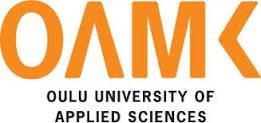 OAMK
OULU UNIVERSITY OF
APPLIED SCIENCES